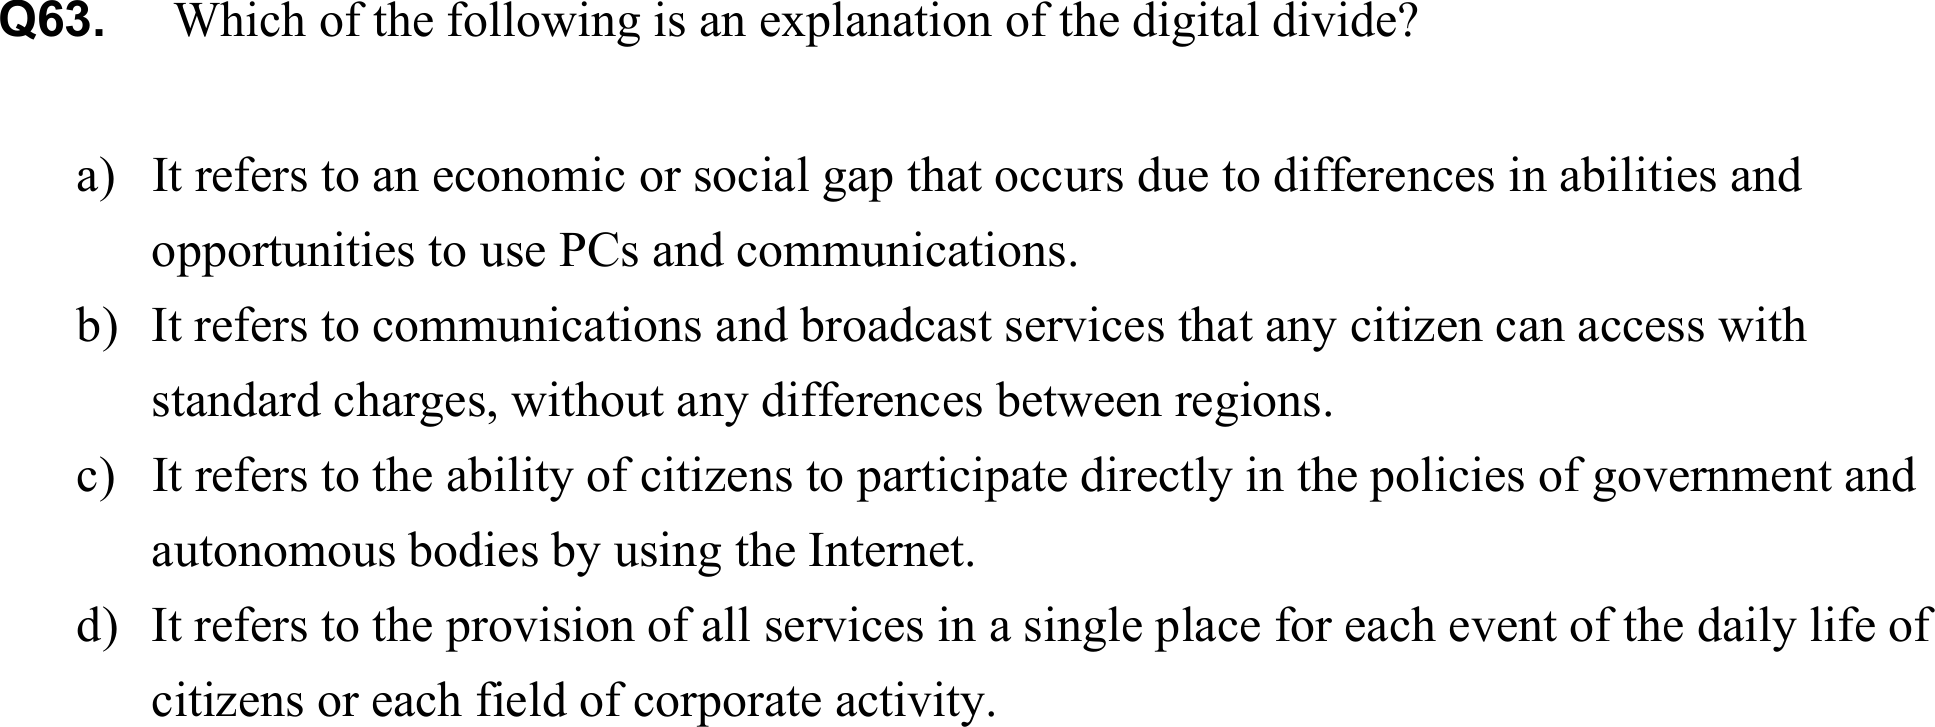 Q63. Which of the following is an explanation of the digital divide?
a) It refers to an economic or social gap that occurs due to differences in abilities and
opportunities to use PCs and communications.
b) It refers to communications and broadcast services that any citizen can access with
standard charges, without any differences between regions.
c) It refers to the ability of citizens to participate directly in the policies of government and
autonomous bodies by using the Internet.
d) It refers to the provision of all services in a single place for each event of the daily life of
citizens or each field of corporate activity.